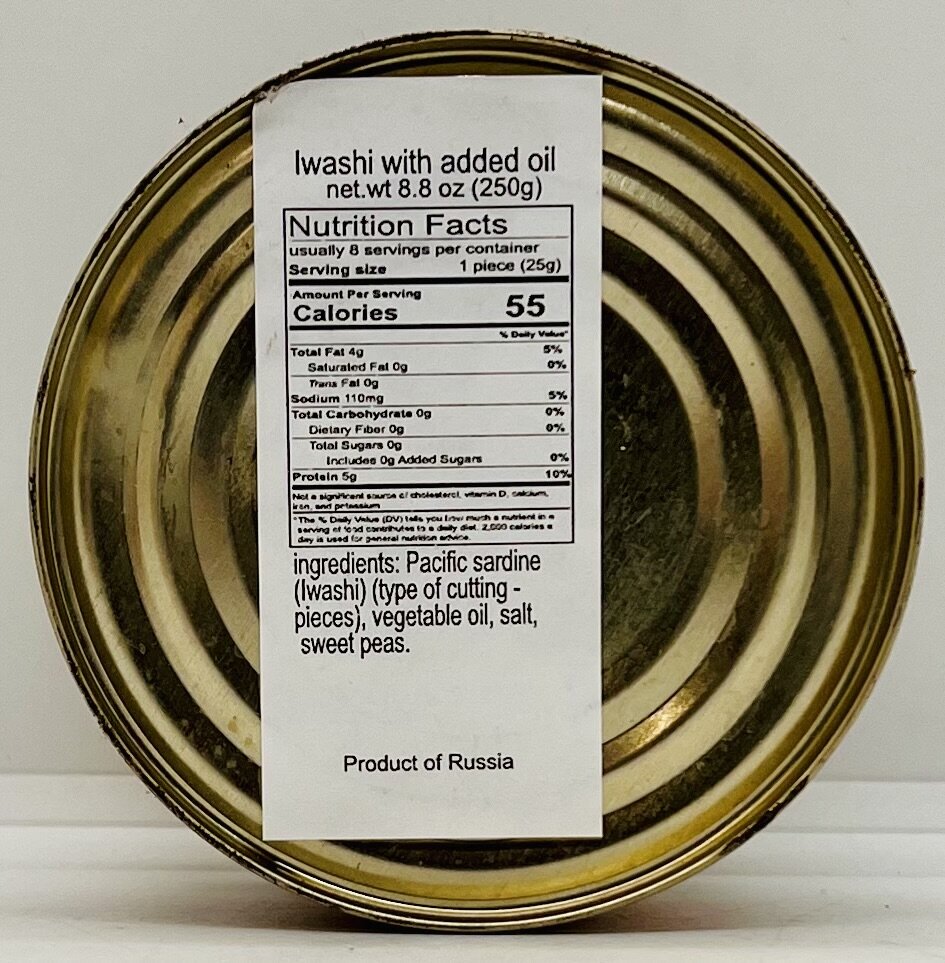 Iwashi with added oil
net.wt 8.8 oz (250g)
Nutrition Facts
usually 8 servings per container
Serving size 1 piece (25g)
Amount Per Serving
Calories 55
% Daily Value*
Total Fat 4g 5%
Saturated Fat 0g 0%
Trans Fat 0g
Sodium 110mg 5%
Total Carbohydrate 0g 0%
Dietary Fiber 0g 0%
Total Sugars 0g
Includes 0g Added Sugars 0%
Protein 5g 10%
Not a significant source of cholesterol, vitamin D, calcium,
iron, and potassium
*The % Daily Value (DV) tells you how much a nutrient in a
serving of food contributes to a daily diet. 2,000 calories a
day is used for general nutrition advice.
ingredients: Pacific sardine
(Iwashi) (type of cutting -
pieces), vegetable oil, salt,
sweet peas.
Product of Russia